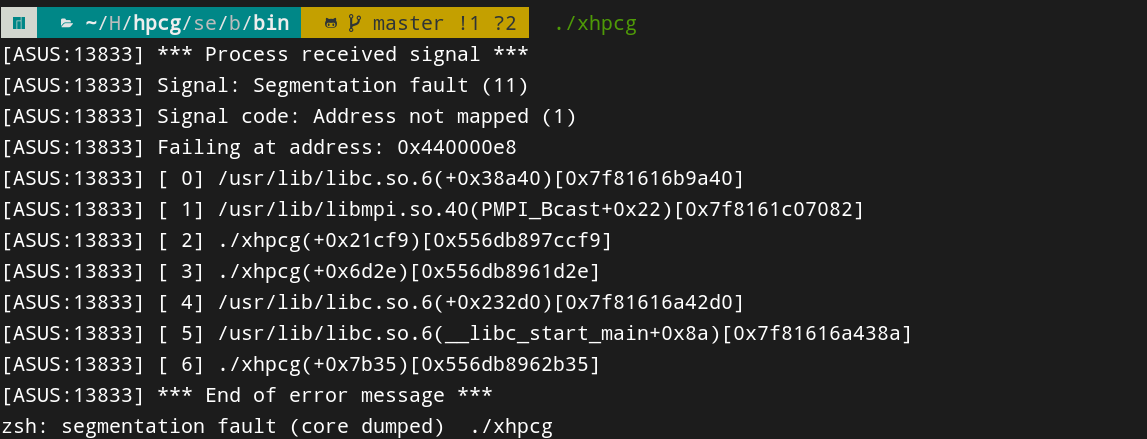 ~/H/hpcg/se/b/bin master !1 ?2 ./xhpcg
[ASUS:13833] *** Process received signal ***
[ASUS:13833] Signal: Segmentation fault (11)
[ASUS:13833] Signal code: Address not mapped (1)
[ASUS:13833] Failing at address: 0x440000e8
[ASUS:13833] [ 0] /usr/lib/libc.so.6(+0x38a40)[0x7f81616b9a40]
[ASUS:13833] [ 1] /usr/lib/libmpi.so.40(PMPI_Bcast+0x22)[0x7f8161c07082]
[ASUS:13833] [ 2] ./xhpcg(+0x21cf9)[0x556db897ccf9]
[ASUS:13833] [ 3] ./xhpcg(+0x6d2e)[0x556db8961d2e]
[ASUS:13833] [ 4] /usr/lib/libc.so.6(+0x232d0)[0x7f81616a42d0]
[ASUS:13833] [ 5] /usr/lib/libc.so.6(__libc_start_main+0x8a)[0x7f81616a438a]
[ASUS:13833] [ 6] ./xhpcg(+0x7b35)[0x556db8962b35]
[ASUS:13833] *** End of error message ***
zsh: segmentation fault (core dumped)  ./xhpcg